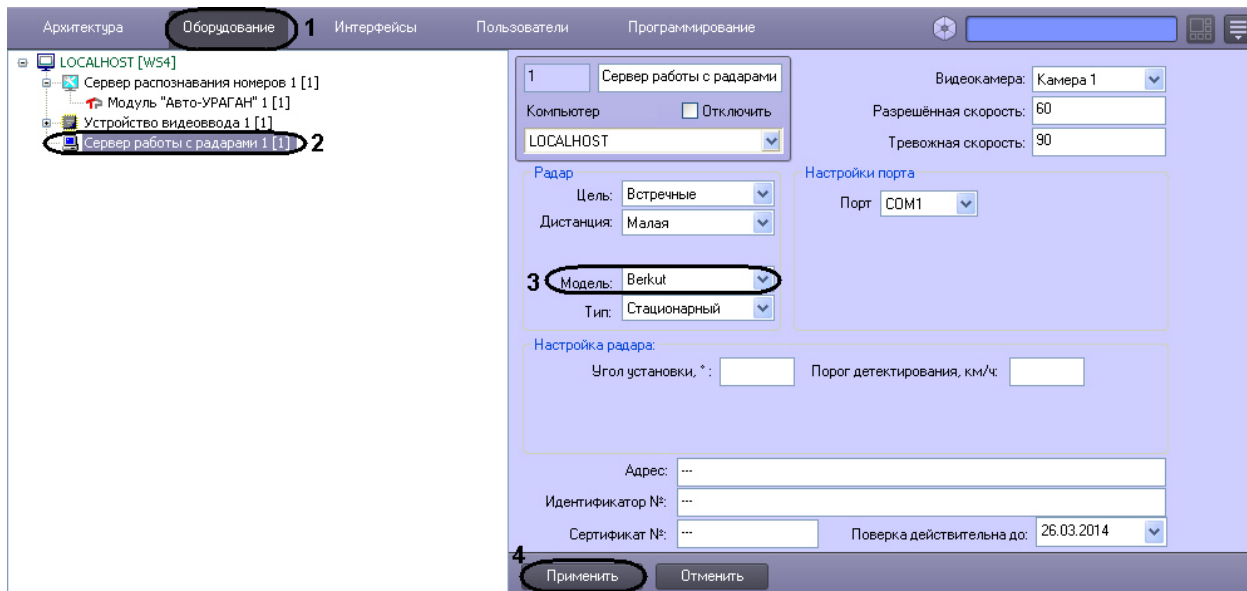 Архитектура Оборудование 1 Интерфейсы Пользователи Программирование
LOCALHOST [WS4]
Сервер распознавания номеров 1 [1]
Модуль "Авто-УРАГАН" 1 [1]
Устройство видеоввода 1 [1]
Сервер работы с радарами 1 [1] 2
1 Сервер работы с радарами
Компьютер Отключить
LOCALHOST
Видеокамера: Камера 1
Разрешённая скорость: 60
Тревожная скорость: 90
Радар
Цель: Встречные
Дистанция: Малая
3 Модель: Berkut
Тип: Стационарный
Настройки порта
Порт COM1
Настройка радара:
Угол установки, ° : Порог детектирования, км/ч:
Адрес: ---
Идентификатор №: ---
Сертификат №: --- Поверка действительна до: 26.03.2014
4 Применить Отменить